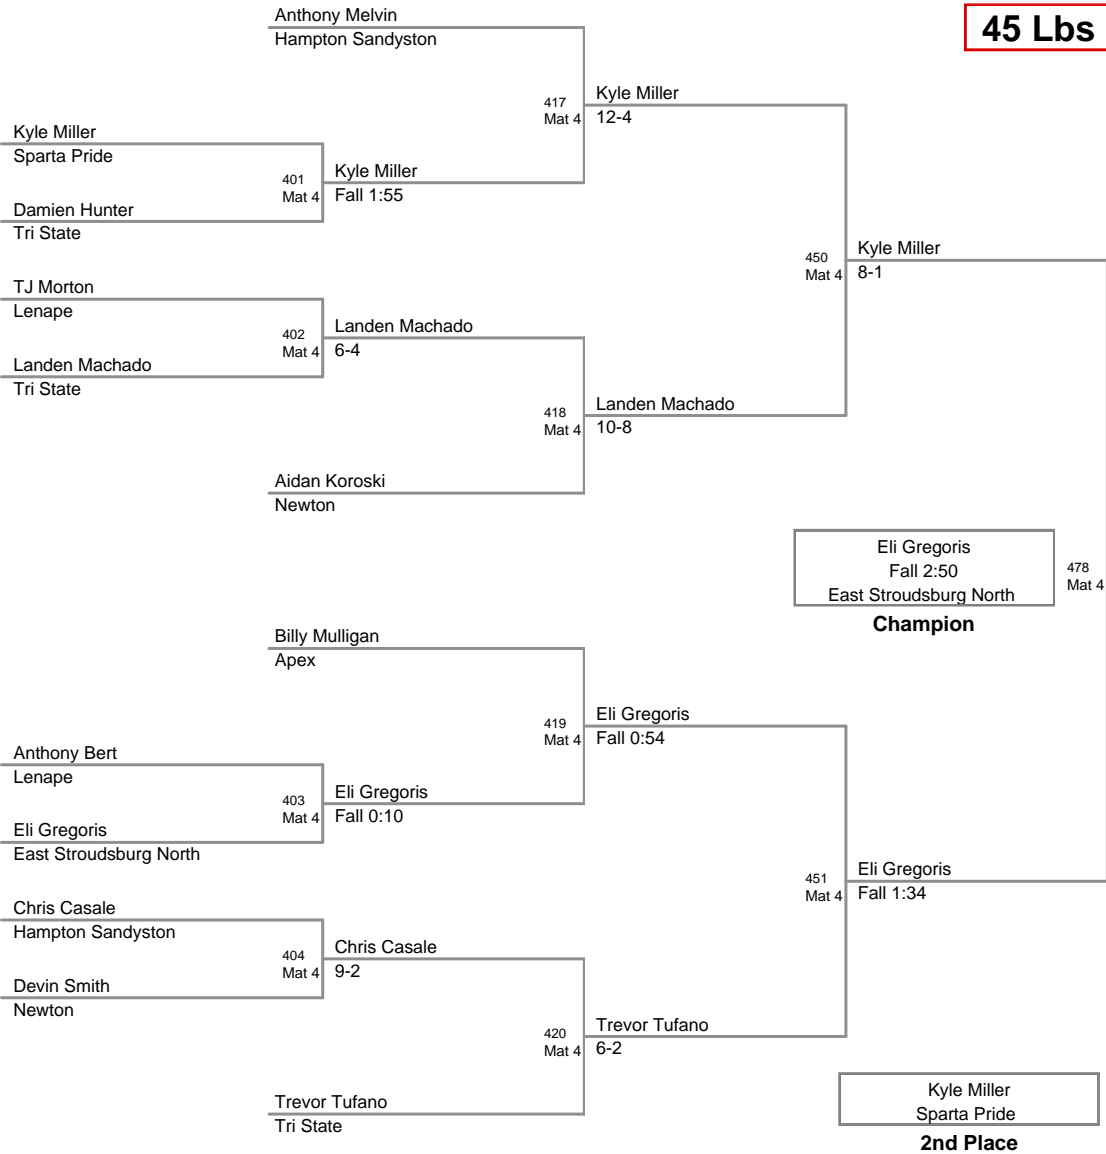 Anthony Melvin
Hampton Sandyston
45 Lbs
417
Mat 4
Kyle Miller
12-4
Kyle Miller
Sparta Pride
401
Mat 4
Kyle Miller
Fall 1:55
Damien Hunter
Tri State
450
Mat 4
Kyle Miller
8-1
TJ Morton
Lenape
402
Mat 4
Landen Machado
6-4
Landen Machado
Tri State
418
Mat 4
Landen Machado
10-8
Aidan Koroski
Newton
Eli Gregoris
Fall 2:50
East Stroudsburg North
Champion
478
Mat 4
Billy Mulligan
Apex
419
Mat 4
Eli Gregoris
Fall 0:54
Anthony Bert
Lenape
403
Mat 4
Eli Gregoris
Fall 0:10
Eli Gregoris
East Stroudsburg North
451
Mat 4
Eli Gregoris
Fall 1:34
Chris Casale
Hampton Sandyston
404
Mat 4
Chris Casale
9-2
Devin Smith
Newton
420
Mat 4
Trevor Tufano
6-2
Trevor Tufano
Tri State
Kyle Miller
Sparta Pride
2nd Place